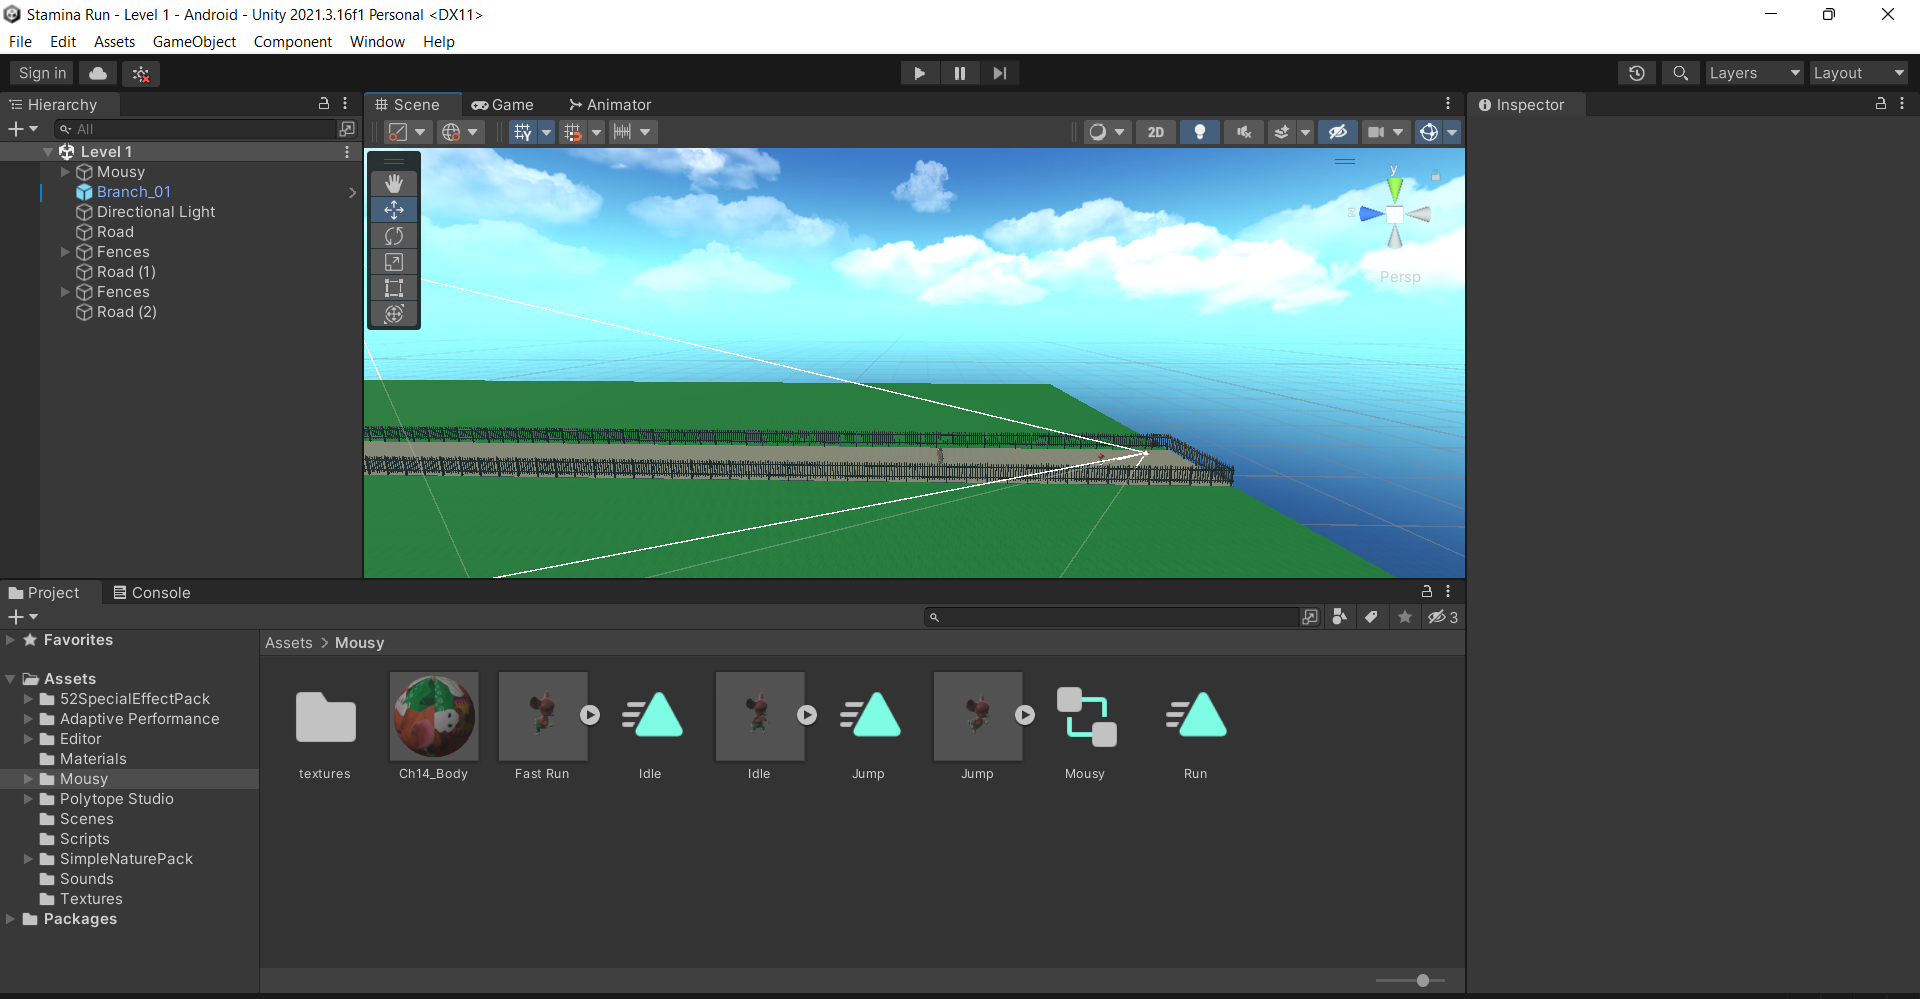 Stamina Run - Level 1 - Android - Unity 2021.3.16f1 Personal <DX11>
File Edit Assets GameObject Component Window Help
Sign in Layers Layout
Hierarchy Scene Game Animator Inspector
All 2D
Level 1
Mousy
Branch_01
Directional Light
Road
Fences
Road (1)
Fences
Road (2)
y
Persp
Project Console
3
Favorites
Assets > Mousy
Assets
52SpecialEffectPack
Adaptive Performance
Editor
Materials
Mousy
Polytope Studio
Scenes
Scripts
SimpleNaturePack
Sounds
Textures
Packages
textures Ch14_Body Fast Run Idle Idle Jump Jump Mousy Run